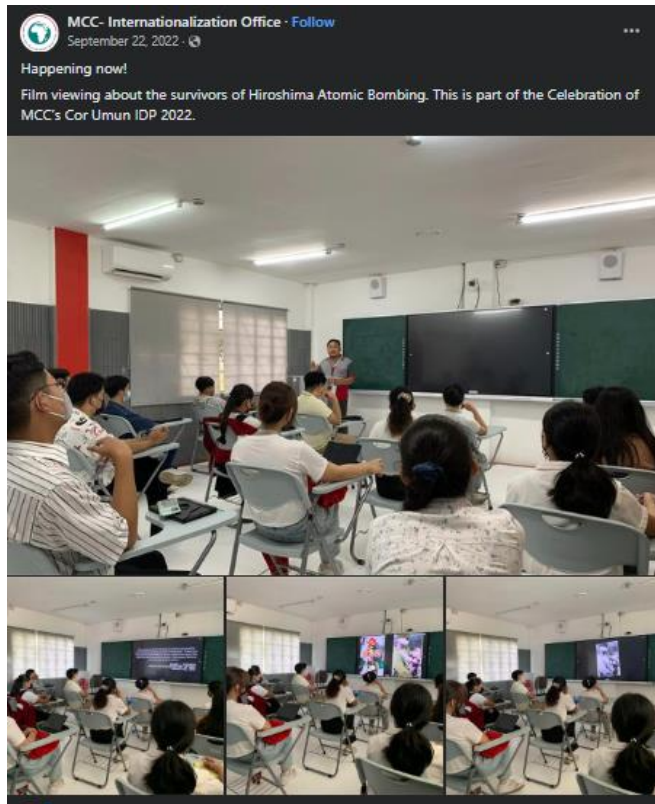 MCC- Internationalization Office · Follow
September 22, 2022 ·
Happening now!
Film viewing about the survivors of Hiroshima Atomic Bombing. This is part of the Celebration of
MCC's Cor Umun IDP 2022.